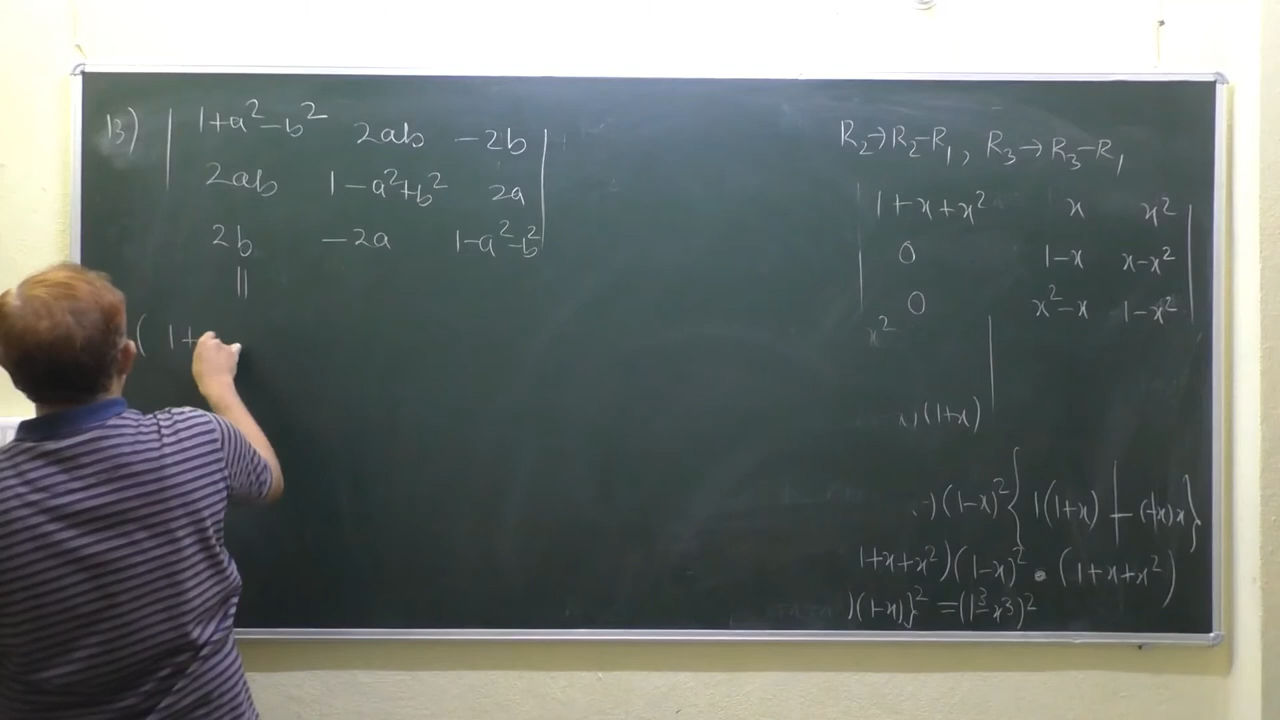 13) | 1+a²-b² 2ab -2b |
2ab 1-a²+b² 2a
2b -2a 1-a²-b²
||
( 1+
R₂→R₂-R₁, R₃→R₃-R₁
| 1+x+x² x x² |
0 1-x x-x²
0 x²-x 1-x²
x² |
(1+x)
(1-x)² { 1(1+x)
1+x+x²)(1-x)² · (1+x+x²)
)(1-x)}² =(1³-x³)²